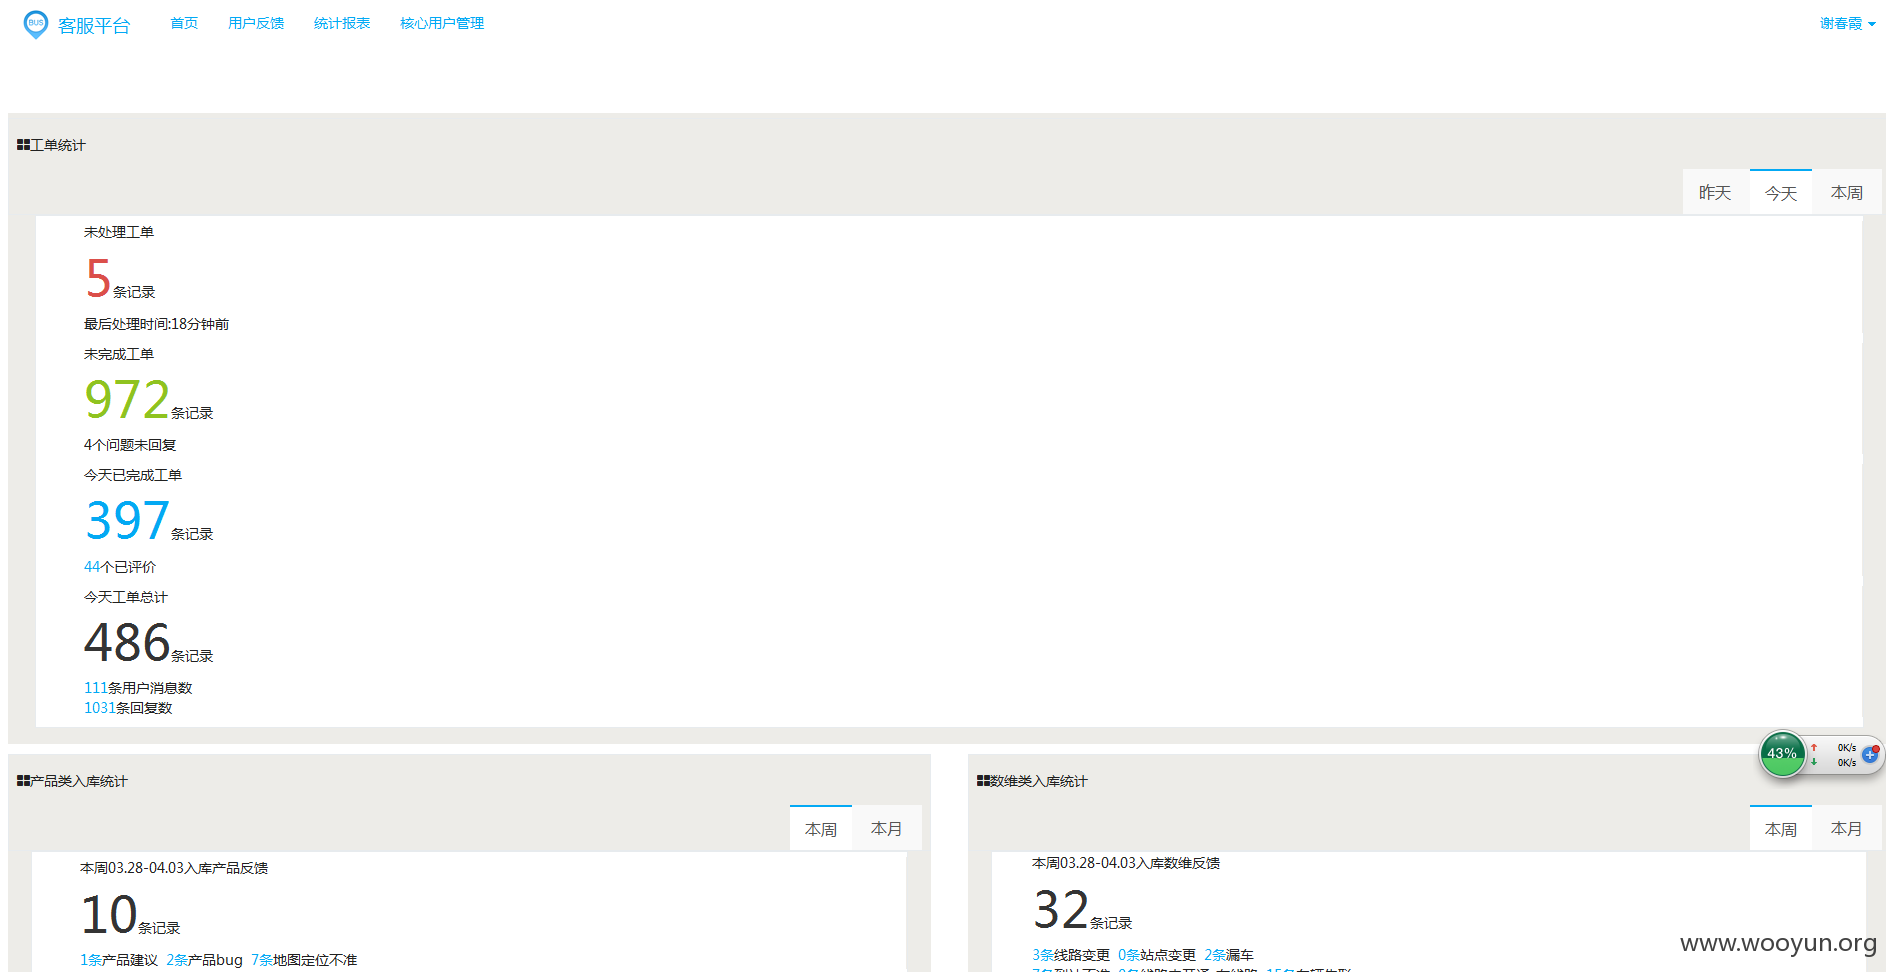 BUS 客服平台 首页 用户反馈 统计报表 核心用户管理 谢春霞
工单统计
昨天 今天 本周
未处理工单
5条记录
最后处理时间:18分钟前
未完成工单
972条记录
4个问题未回复
今天已完成工单
397条记录
44个已评价
今天工单总计
486条记录
111条用户消息数
1031条回复数
43% 0K/s
0K/s
产品类入库统计
本周 本月
本周03.28-04.03入库产品反馈
10条记录
1条产品建议 2条产品bug 7条地图定位不准
数维类入库统计
本周 本月
本周03.28-04.03入库数维反馈
32条记录
3条线路变更 0条站点变更 2条漏车
www.wooyun.org